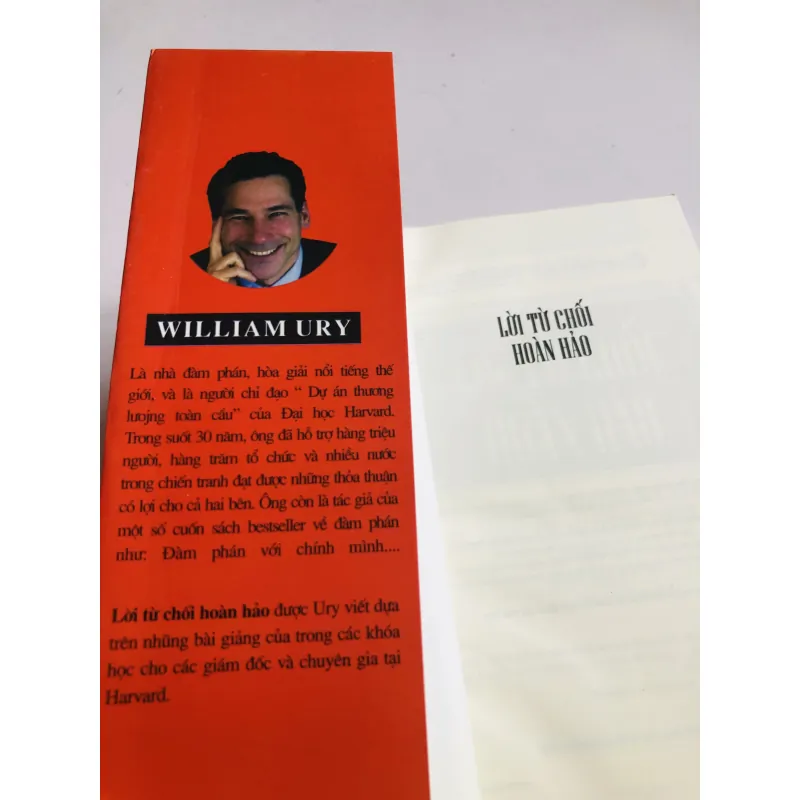 WILLIAM URY
Là nhà đàm phán, hòa giải nổi tiếng thế
giới, và là người chỉ đạo “ Dự án thương
luợjng toàn cầu” của Đại học Harvard.
Trong suốt 30 năm, ông đã hỗ trợ hàng triệu
người, hàng trăm tổ chức và nhiều nước
trong chiến tranh đạt được những thỏa thuận
có lợi cho cả hai bên. Ông còn là tác giả của
một số cuốn sách bestseller về đàm phán
như: Đàm phán với chính mình....
Lời từ chối hoàn hảo được Ury viết dựa
trên những bài giảng của trong các khóa
học cho các giám đốc và chuyên gia tại
Harvard.
LỜI TỪ CHỐI
HOÀN HẢO